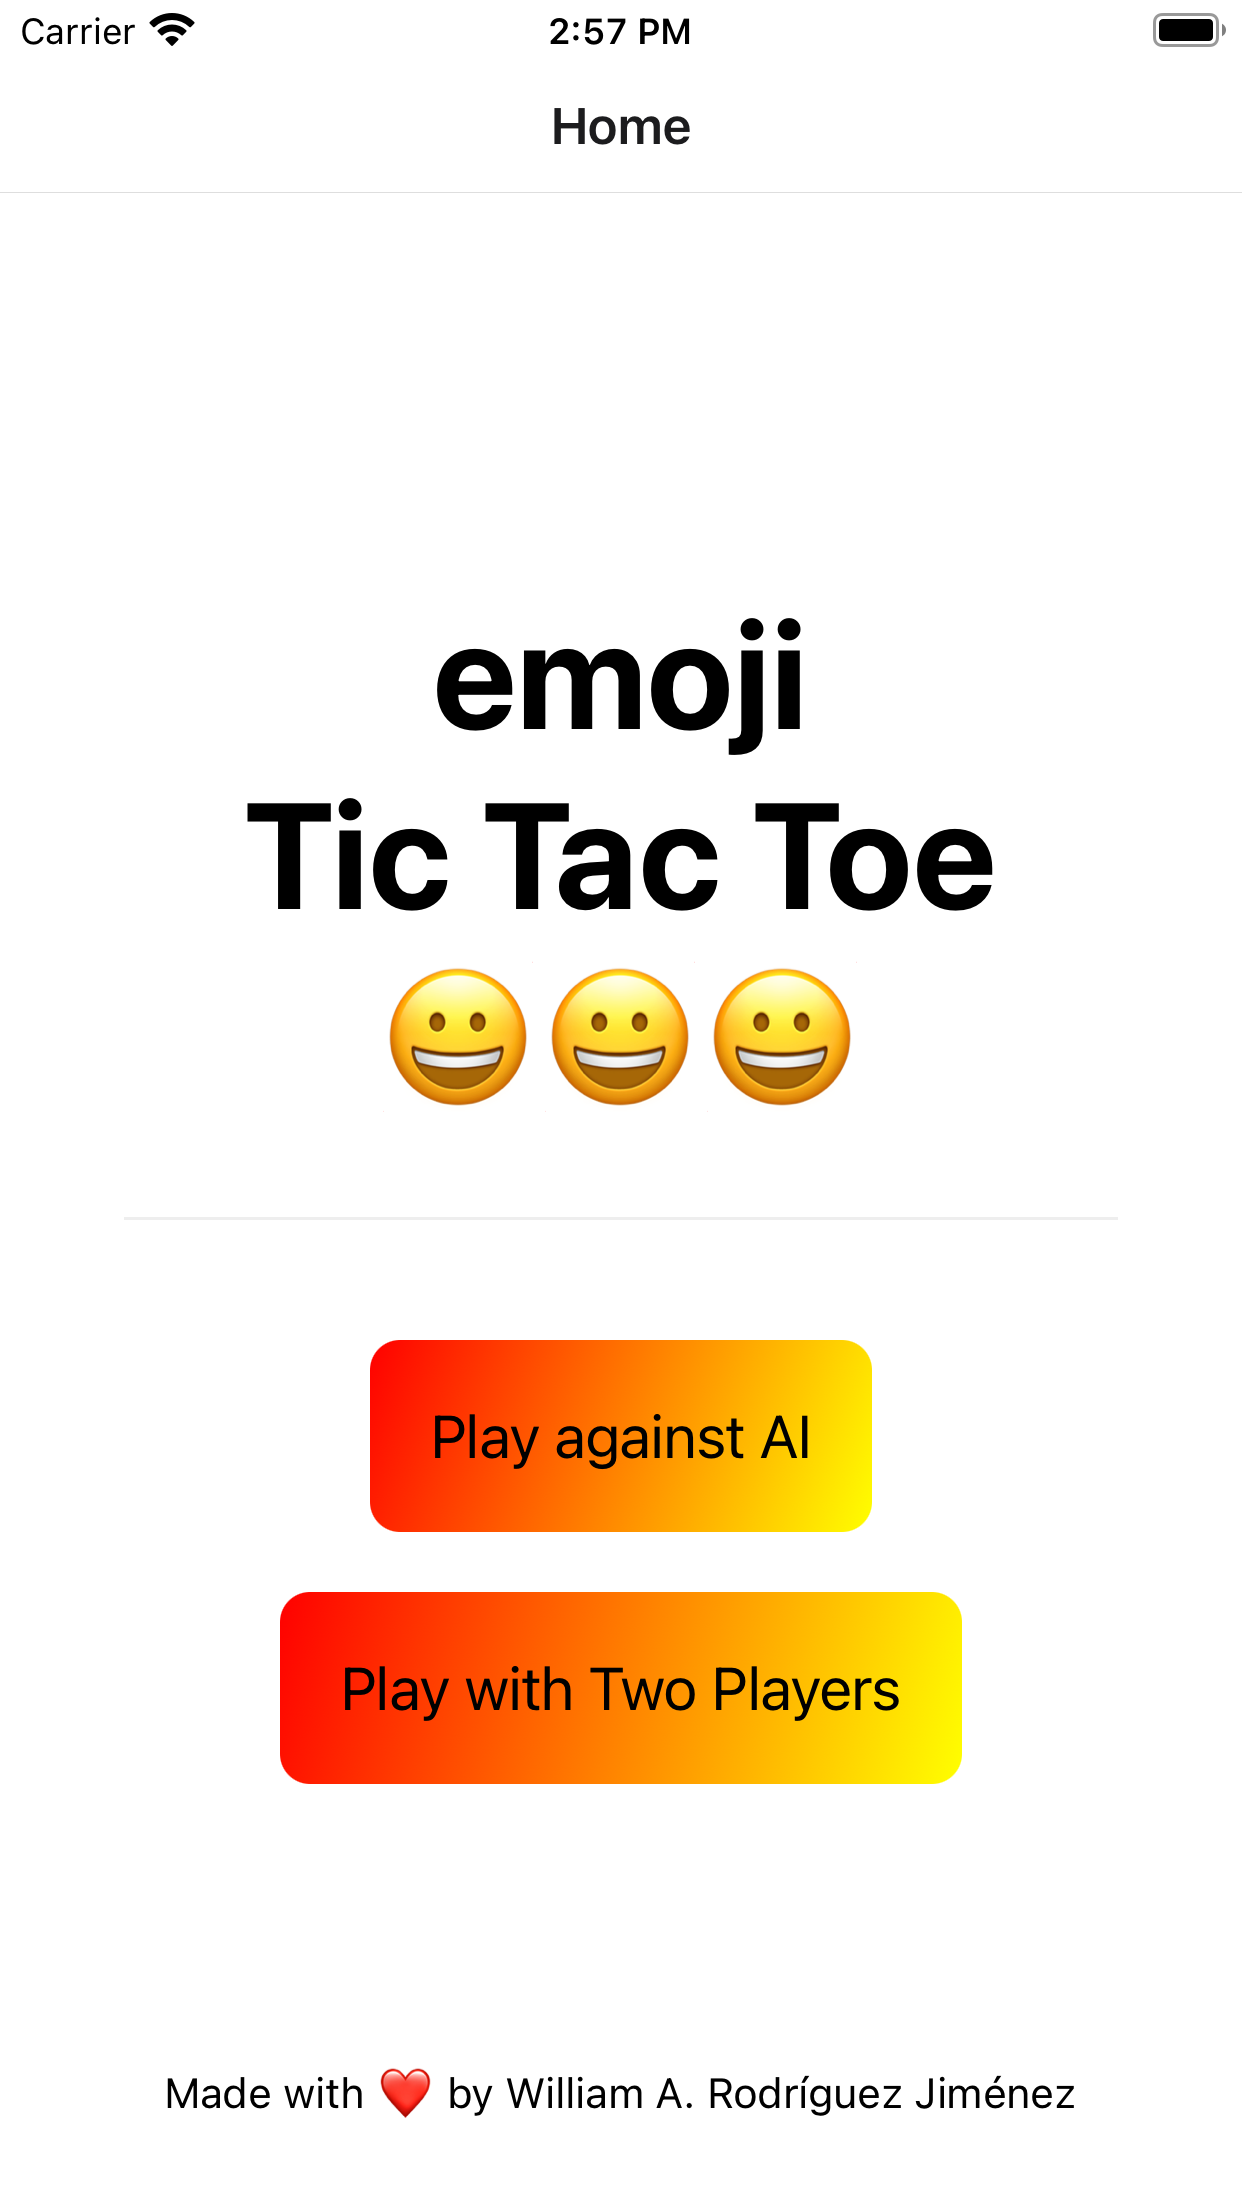 Carrier 2:57 PM
Home
emoji
Tic Tac Toe
😀😀😀
Play against AI
Play with Two Players
Made with ❤️ by William A. Rodríguez Jiménez